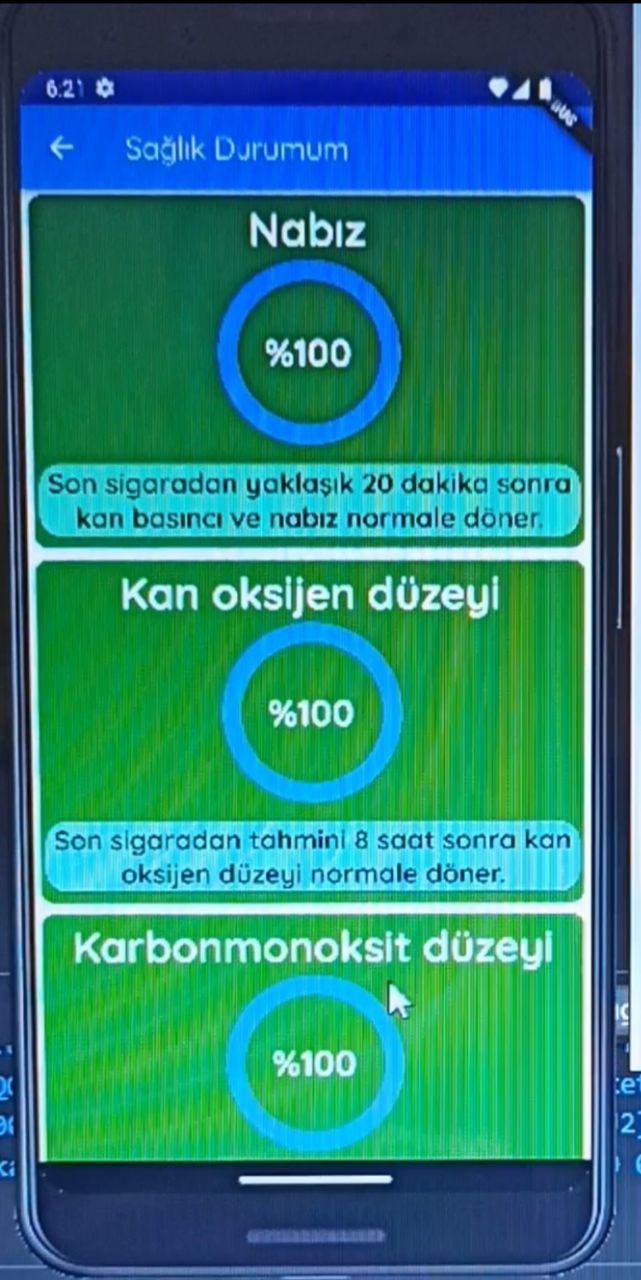 6:21
Sağlık Durumum
Nabız
%100
Son sigaradan yaklaşık 20 dakika sonra
kan basıncı ve nabız normale döner.
Kan oksijen düzeyi
%100
Son sigaradan tahmini 8 saat sonra kan
oksijen düzeyi normale döner.
Karbonmonoksit düzeyi
%100